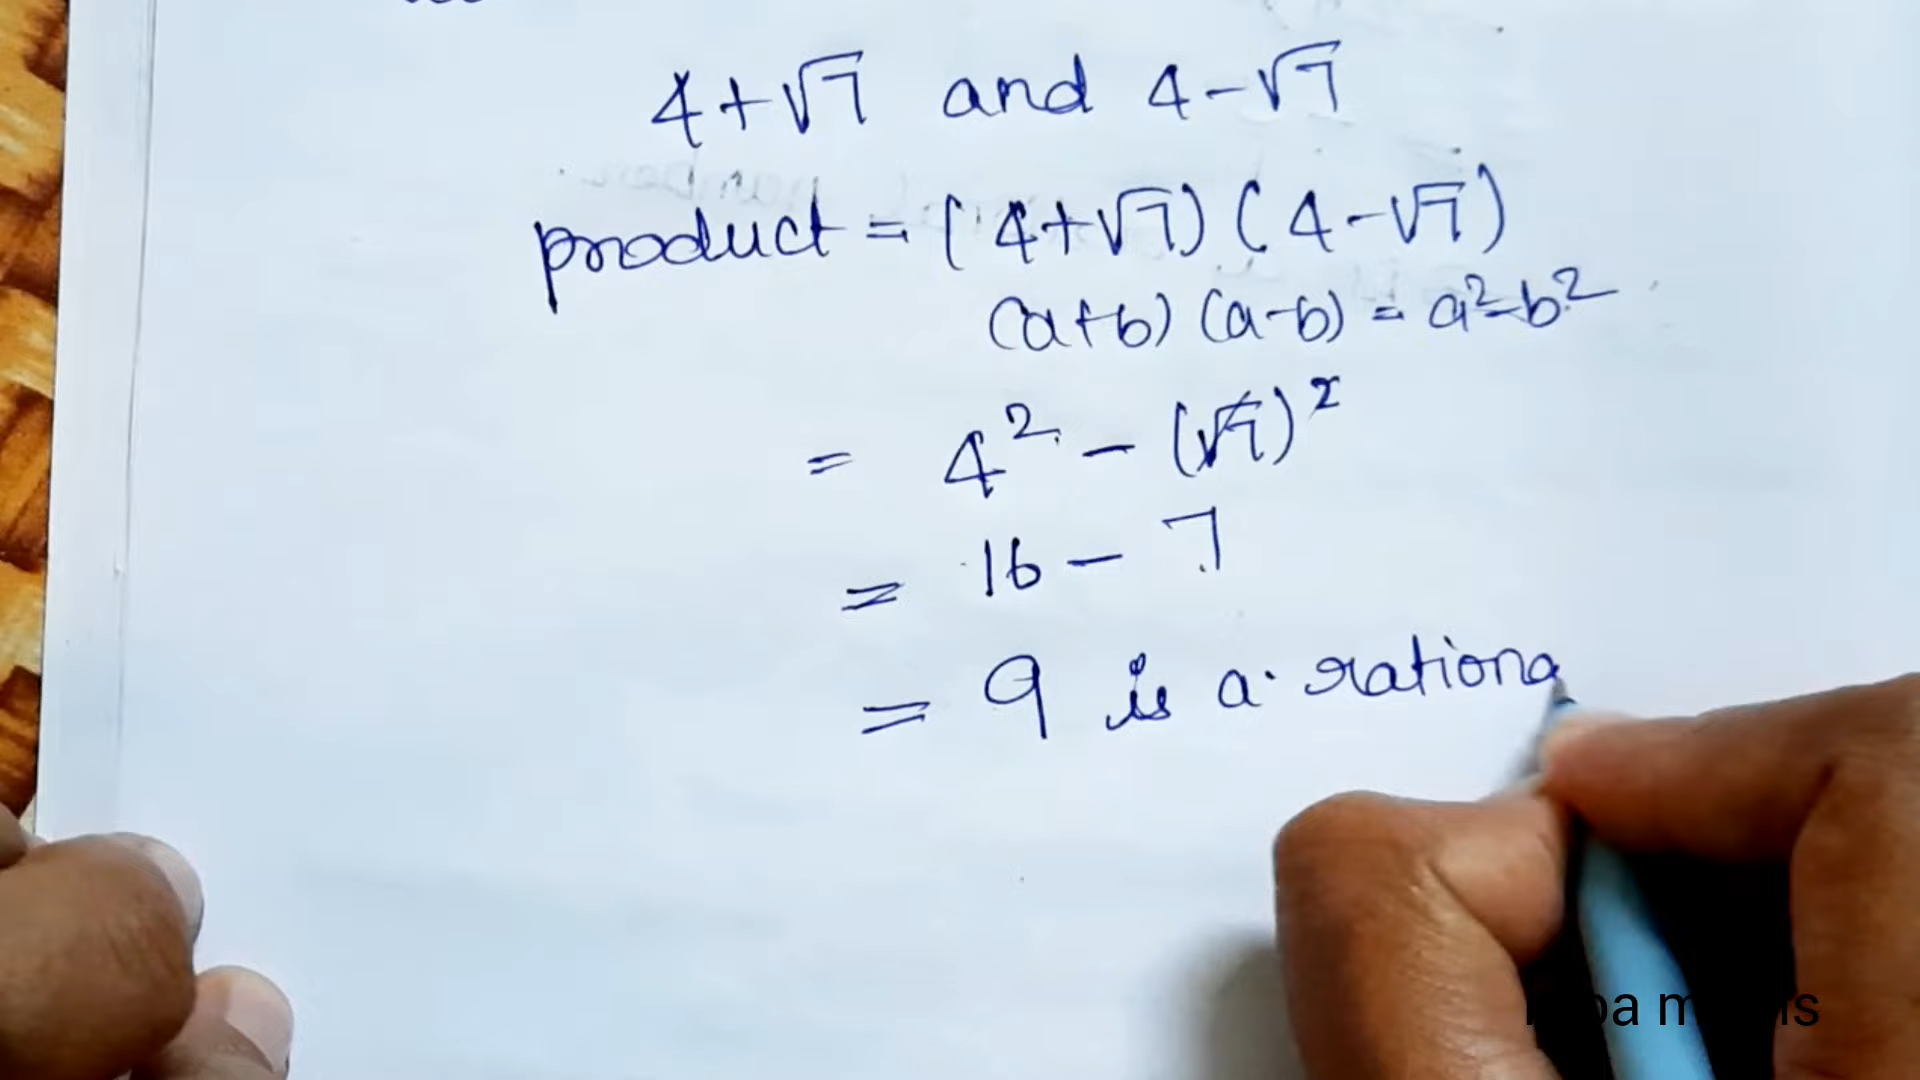 4+√7 and 4-√7
product = (4+√7) (4-√7)
(a+b) (a-b) = a²-b²
= 4² - (√7)²
= 16 - 7
= 9 is a rationa